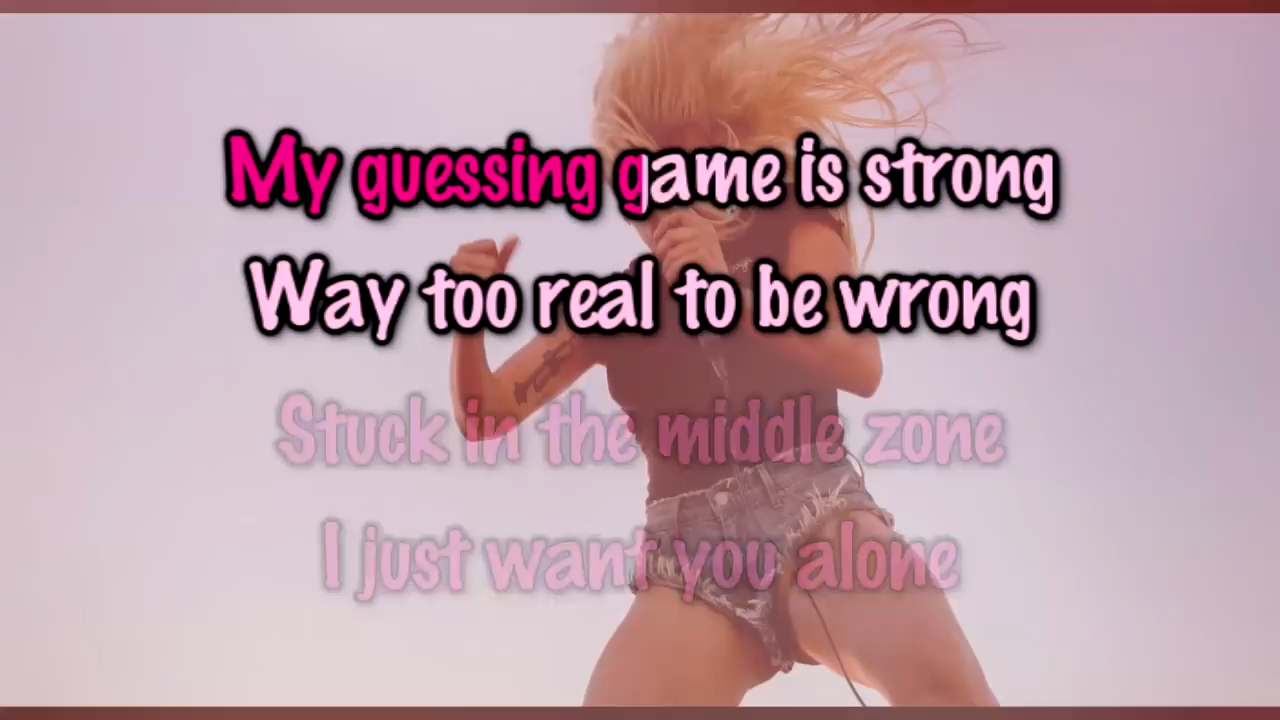 My guessing game is strong
Way too real to be wrong
Stuck in the middle zone
I just want you alone